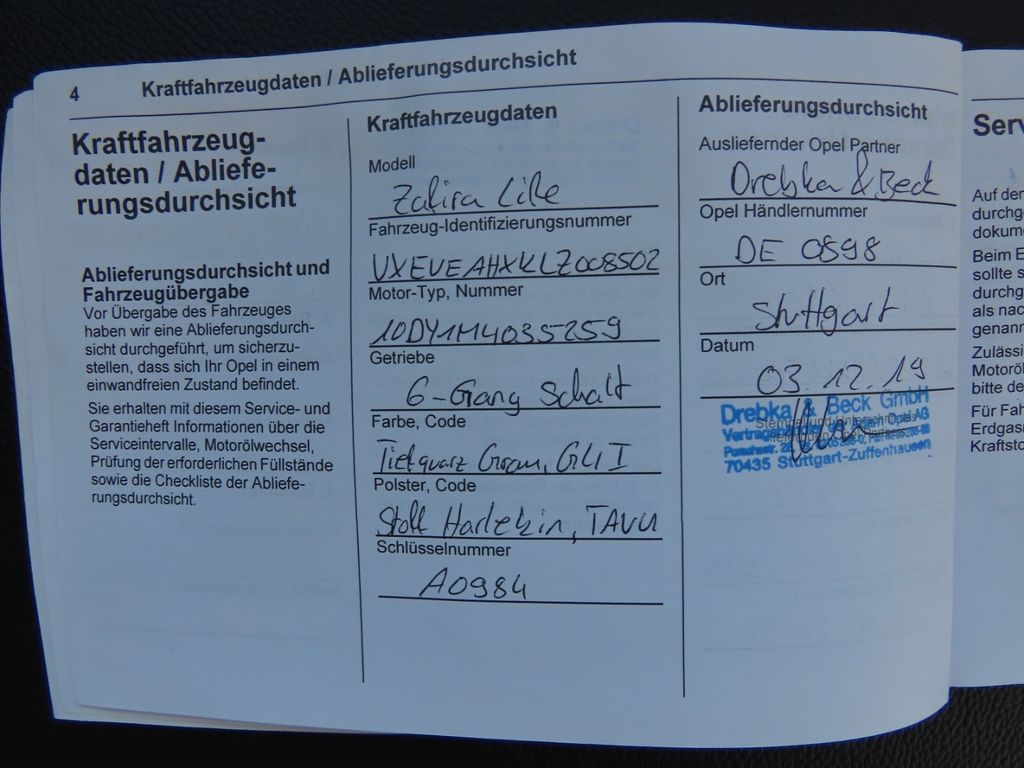 4 Kraftfahrzeugdaten / Ablieferungsdurchsicht
Kraftfahrzeug-
daten / Abliefe-
rungsdurchsicht
Ablieferungsdurchsicht und
Fahrzeugübergabe
Vor Übergabe des Fahrzeuges
haben wir eine Ablieferungsdurch-
sicht durchgeführt, um sicherzu-
stellen, dass sich Ihr Opel in einem
einwandfreien Zustand befindet.
Sie erhalten mit diesem Service- und
Garantieheft Informationen über die
Serviceintervalle, Motorölwechsel,
Prüfung der erforderlichen Füllstände
sowie die Checkliste der Abliefe-
rungsdurchsicht.
Kraftfahrzeugdaten
Modell
Zafira Life
Fahrzeug-Identifizierungsnummer
VXEVEAHXKLZ008502
Motor-Typ, Nummer
10DY1M4035259
Getriebe
6-Gang Schalt
Farbe, Code
Tiefquarz Grau,
Polster, Code
Stoff Harlekin, TAVU
Schlüsselnummer
A0984
Ablieferungsdurchsicht
Ausliefernder Opel Partner
Drebka & Beck
Opel Händlernummer
DE 0898
Ort
Stuttgart
Datum
03.12.19
Drebka & Beck GmbH
70435 Stuttgart-Zuffenhausen
Serv
Auf der
durchg
dokum
Beim E
sollte s
durchg
als nac
genann
Zulässi
Motoröl
bitte de
Für Fah
Erdgas
Kraftsto